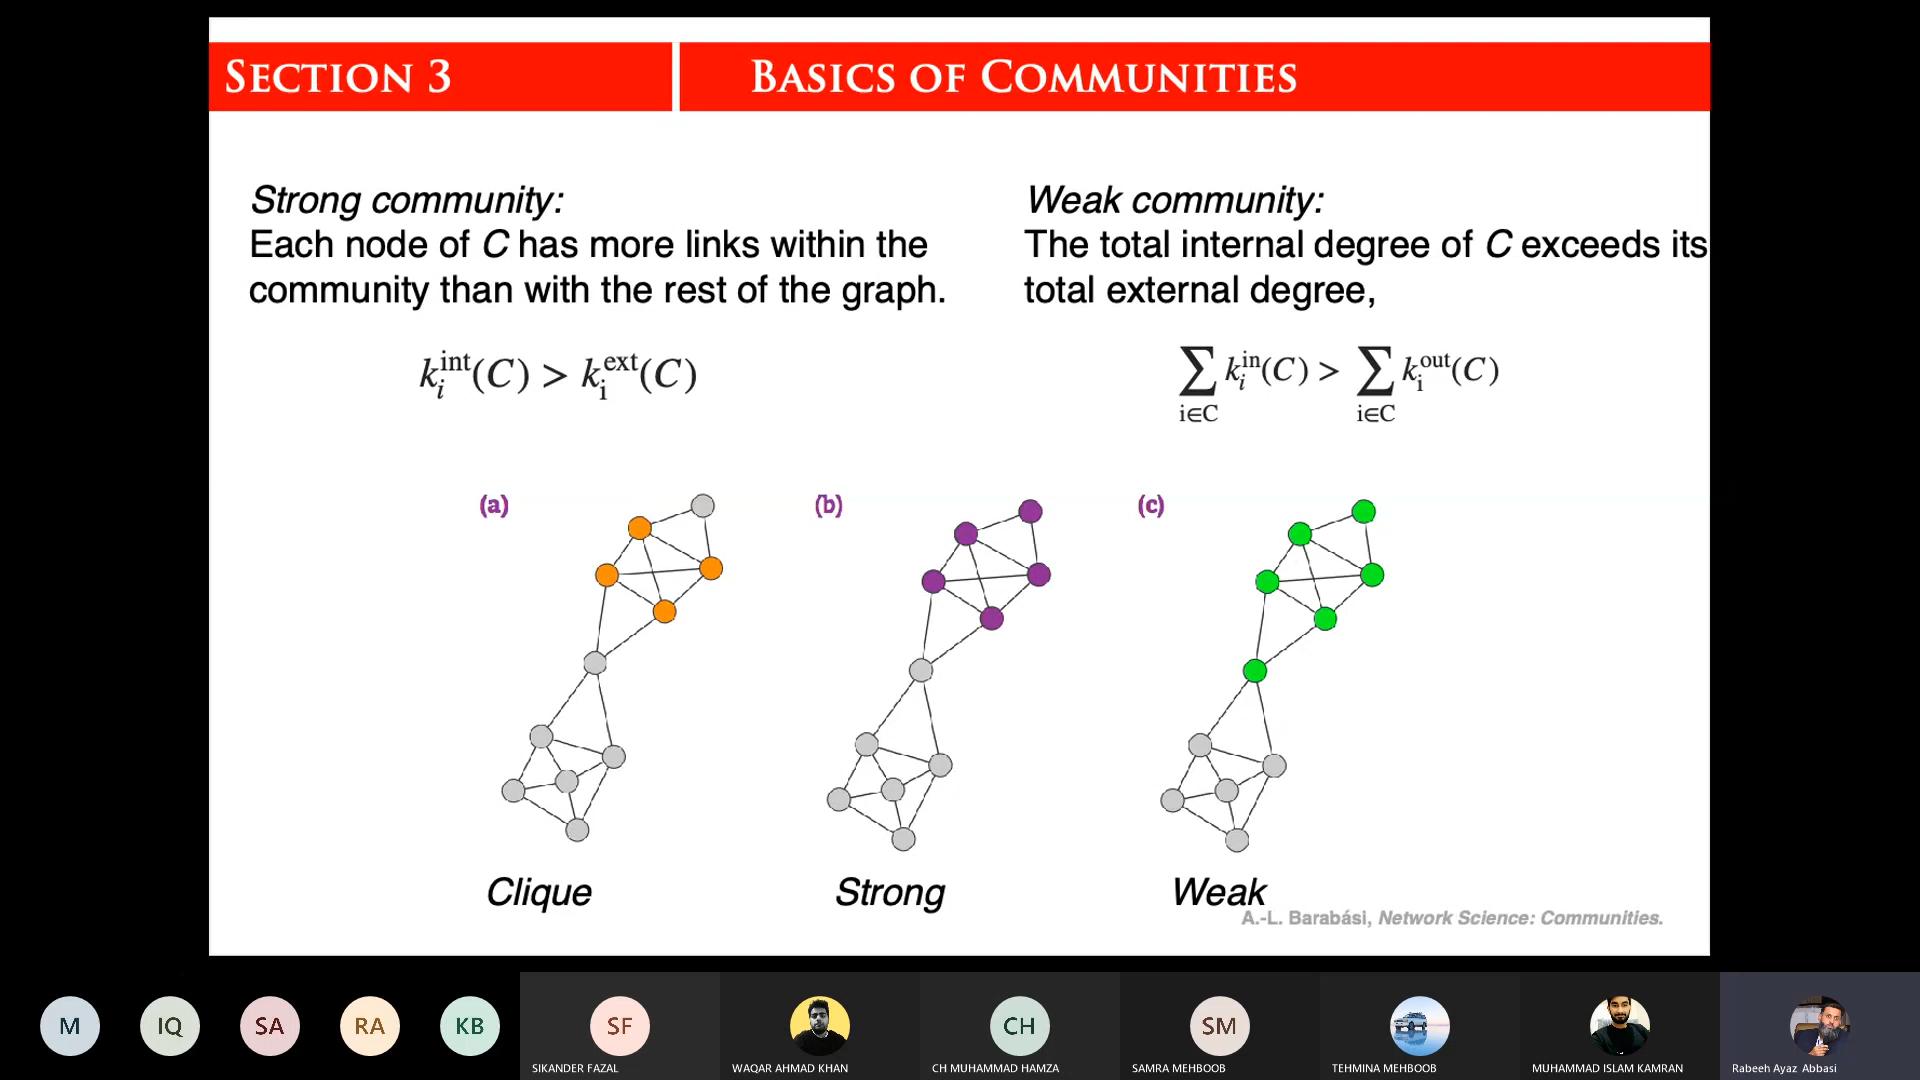 SECTION 3
BASICS OF COMMUNITIES
Strong community:
Each node of C has more links within the
community than with the rest of the graph.
k_i^int(C) > k_i^ext(C)
Weak community:
The total internal degree of C exceeds its
total external degree,
∑_{i∈C} k_i^in(C) > ∑_{i∈C} k_i^out(C)
(a)
(b)
(c)
Clique
Strong
Weak
A.-L. Barabási, Network Science: Communities.
M
IQ
SA
RA
KB
SF
SIKANDER FAZAL
WAQAR AHMAD KHAN
CH
CH MUHAMMAD HAMZA
SM
SAMRA MEHBOOB
TEHMINA MEHBOOB
MUHAMMAD ISLAM KAMRAN
Rabeeh Ayaz Abbasi